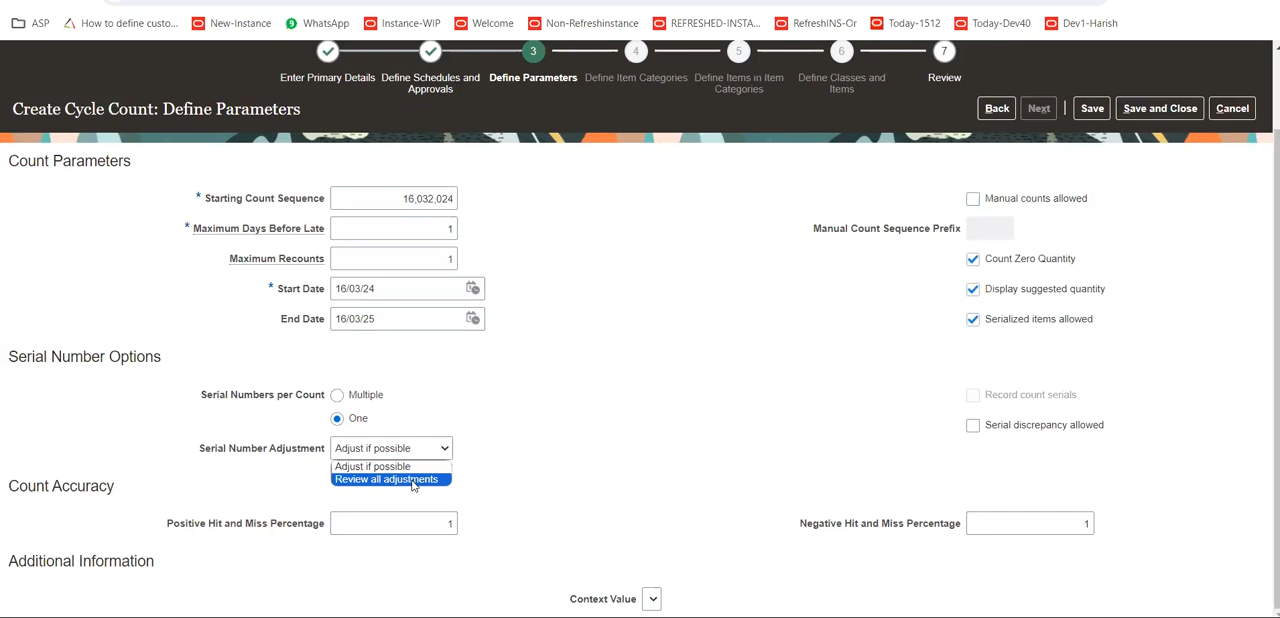 ASP How to define custo... New-Instance WhatsApp Instance-WIP Welcome Non-Refreshinstance REFRESHED-INSTA... RefreshINS-Or Today-1512 Today-Dev40 Dev1-Harish
3 4 5 6 7
Enter Primary Details Define Schedules and Approvals Define Parameters Define Item Categories Define Items in Item Categories Define Classes and Items Review
Create Cycle Count: Define Parameters Back Next | Save Save and Close Cancel
Count Parameters
* Starting Count Sequence 16,032,024 Manual counts allowed
* Maximum Days Before Late 1 Manual Count Sequence Prefix
Maximum Recounts 1 Count Zero Quantity
* Start Date 16/03/24 Display suggested quantity
End Date 16/03/25 Serialized items allowed
Serial Number Options
Serial Numbers per Count Multiple Record count serials
One Serial discrepancy allowed
Serial Number Adjustment Adjust if possible
Adjust if possible
Review all adjustments
Count Accuracy
Positive Hit and Miss Percentage 1 Negative Hit and Miss Percentage 1
Additional Information
Context Value